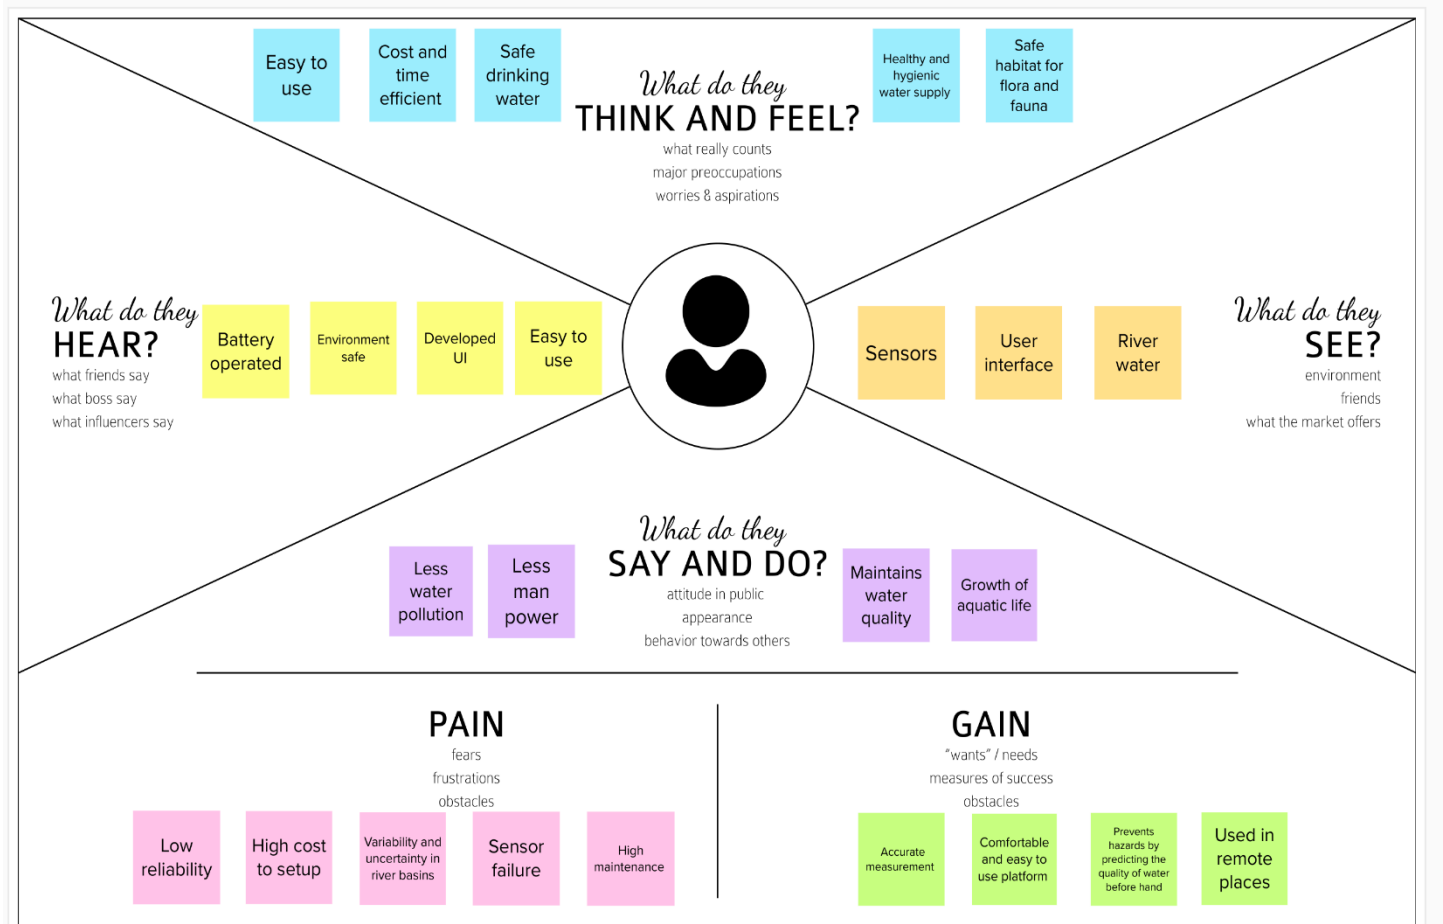 Easy to
use
Cost and
time
efficient
Safe
drinking
water
What do they
THINK AND FEEL?
what really counts
major preoccupations
worries & aspirations
Healthy and
hygienic
water supply
Safe
habitat for
flora and
fauna
What do they
HEAR?
what friends say
what boss say
what influencers say
Battery
operated
Environment
safe
Developed
UI
Easy to
use
Sensors
User
interface
River
water
What do they
SEE?
environment
friends
what the market offers
Less
water
pollution
Less
man
power
What do they
SAY AND DO?
attitude in public
appearance
behavior towards others
Maintains
water
quality
Growth of
aquatic life
PAIN
fears
frustrations
obstacles
Low
reliability
High cost
to setup
Variability and
uncertainty in
river basins
Sensor
failure
High
maintenance
GAIN
“wants” / needs
measures of success
obstacles
Accurate
measurement
Comfortable
and easy to
use platform
Prevents
hazards by
predicting the
quality of water
before hand
Used in
remote
places